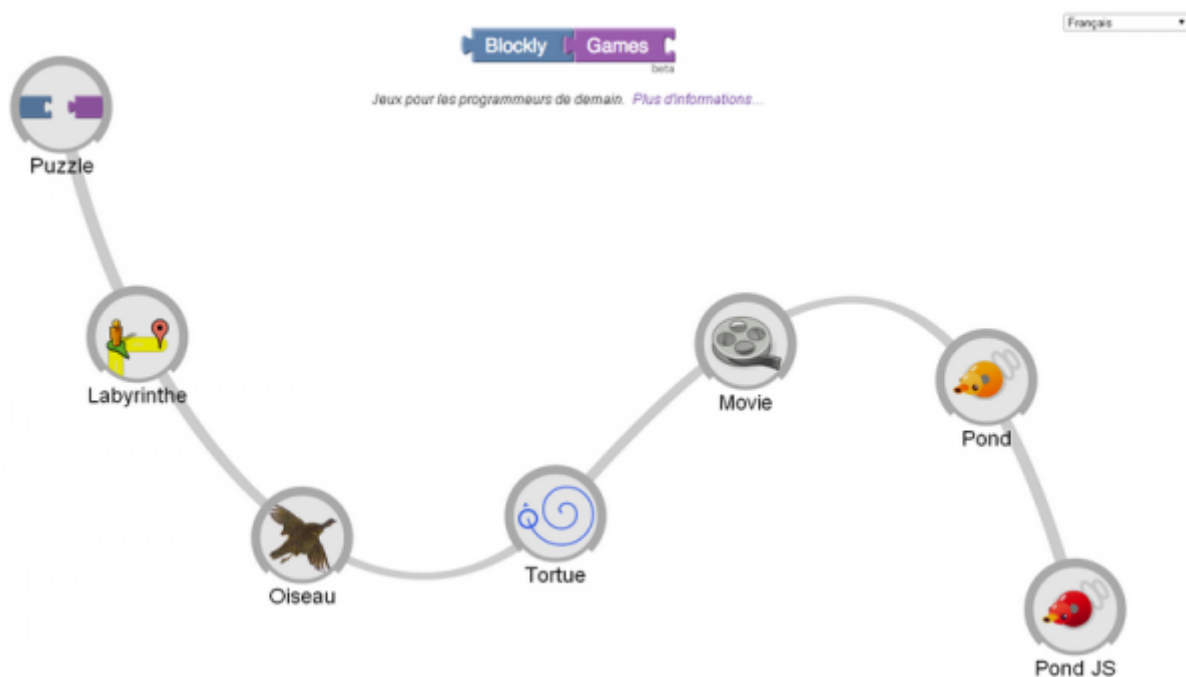 Français
Blockly Games
beta
Jeux pour les programmeurs de demain. Plus d'informations...
Puzzle
Labyrinthe
Movie
Pond
Tortue
Oiseau
Pond JS